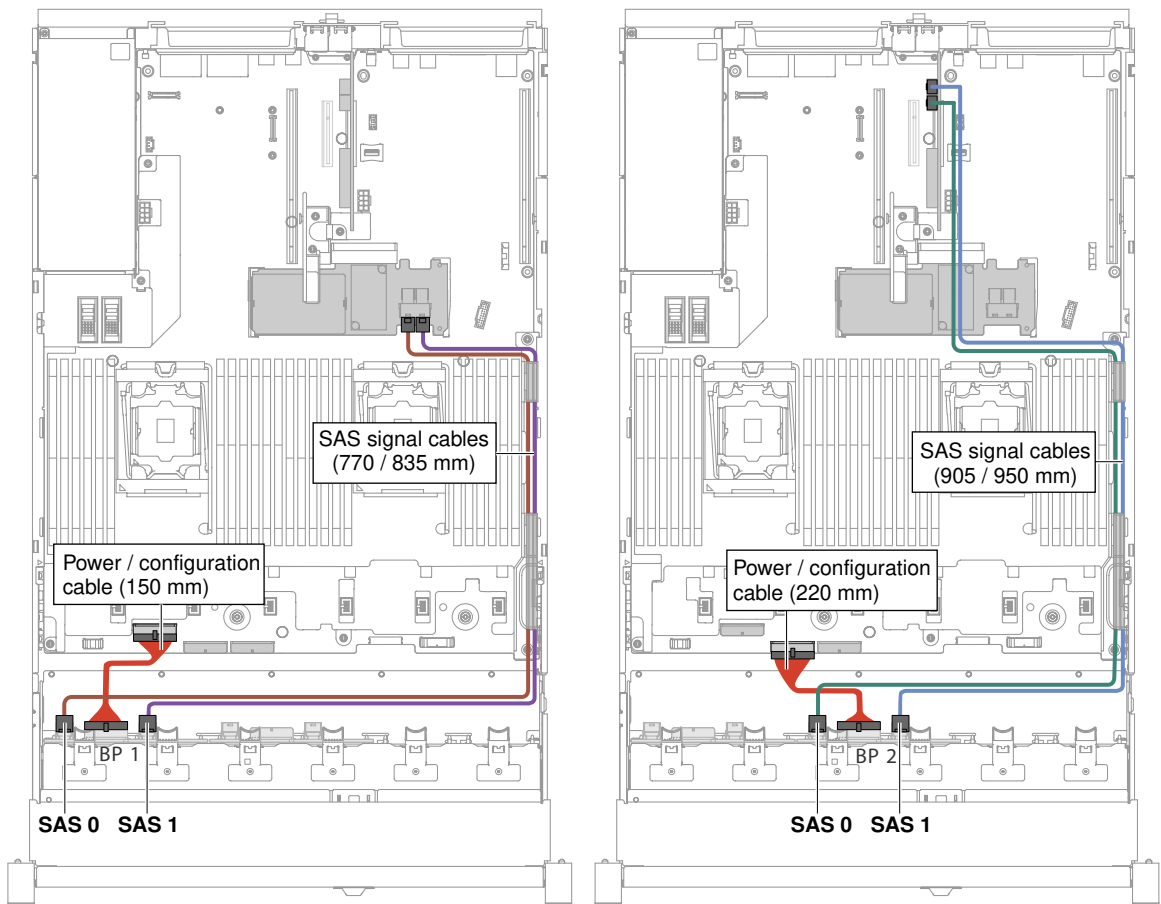 SAS signal cables
(770 / 835 mm)
Power / configuration
cable (150 mm)
BP 1
SAS 0
SAS 1
SAS signal cables
(905 / 950 mm)
Power / configuration
cable (220 mm)
BP 2
SAS 0
SAS 1